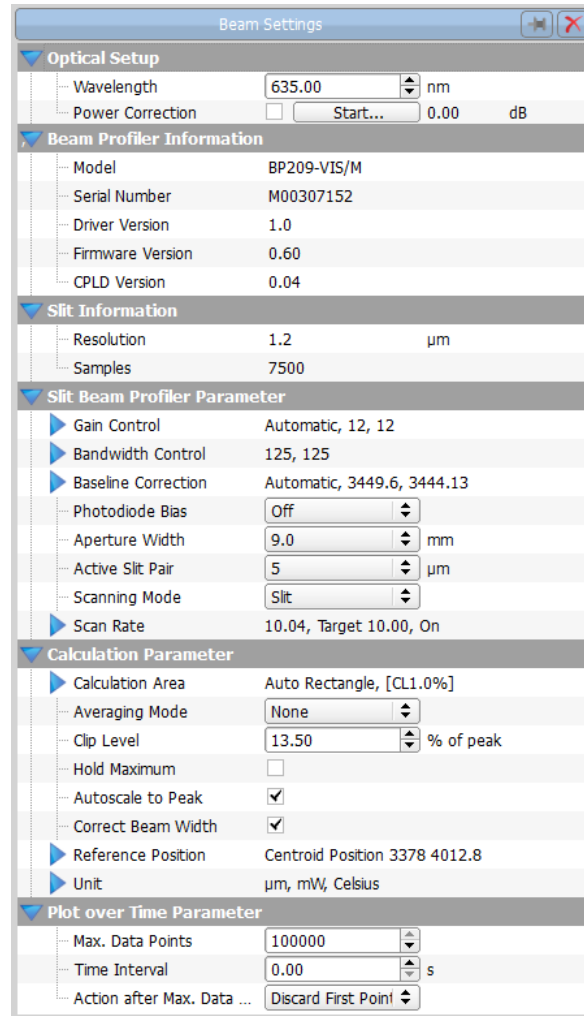 Beam Settings
Optical Setup
Wavelength 635.00 nm
Power Correction Start... 0.00 dB
Beam Profiler Information
Model BP209-VIS/M
Serial Number M00307152
Driver Version 1.0
Firmware Version 0.60
CPLD Version 0.04
Slit Information
Resolution 1.2 µm
Samples 7500
Slit Beam Profiler Parameter
Gain Control Automatic, 12, 12
Bandwidth Control 125, 125
Baseline Correction Automatic, 3449.6, 3444.13
Photodiode Bias Off
Aperture Width 9.0 mm
Active Slit Pair 5 µm
Scanning Mode Slit
Scan Rate 10.04, Target 10.00, On
Calculation Parameter
Calculation Area Auto Rectangle, [CL1.0%]
Averaging Mode None
Clip Level 13.50 % of peak
Hold Maximum
Autoscale to Peak
Correct Beam Width
Reference Position Centroid Position 3378 4012.8
Unit µm, mW, Celsius
Plot over Time Parameter
Max. Data Points 100000
Time Interval 0.00 s
Action after Max. Data ... Discard First Point